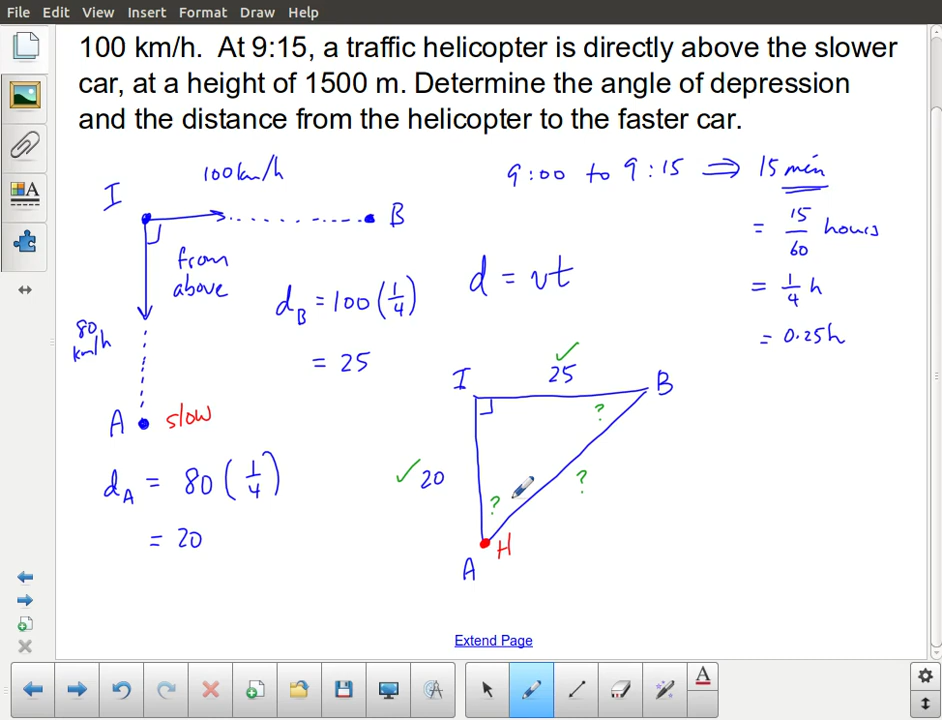 File Edit View Insert Format Draw Help
100 km/h. At 9:15, a traffic helicopter is directly above the slower
car, at a height of 1500 m. Determine the angle of depression
and the distance from the helicopter to the faster car.
9:00 to 9:15 ⇒ 15 min
= 15/60 hours
= 1/4 h
= 0.25h
100km/h
I
B
from
above
80
km/h
A slow
d_B = 100(1/4)
= 25
d = vt
d_A = 80(1/4)
= 20
✓
I 25 B
?
✓ 20
? ?
H
A
Extend Page
A